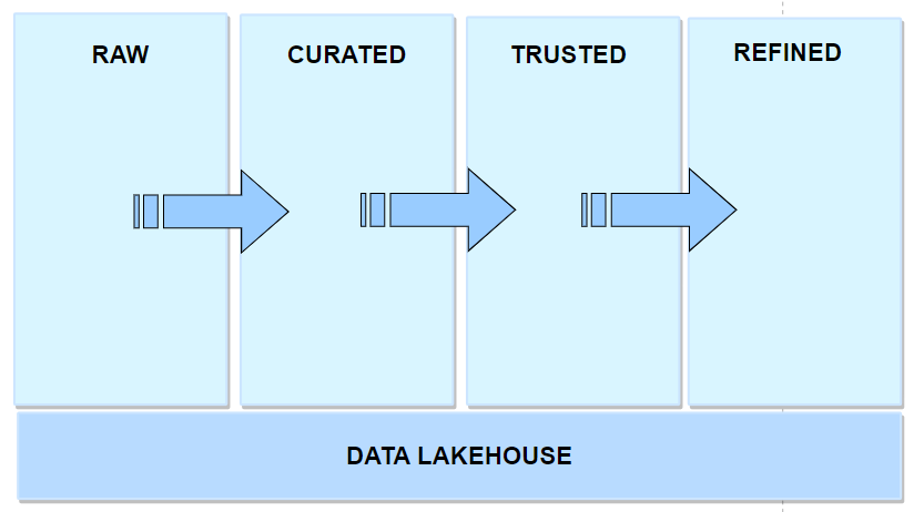 RAW
CURATED
TRUSTED
REFINED
DATA LAKEHOUSE